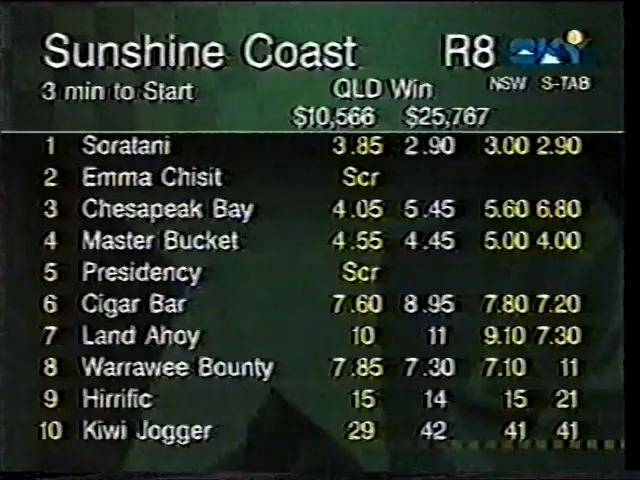 Sunshine Coast R8 SKY
3 min to Start QLD Win NSW S-TAB
$10,566 $25,767
1 Soratani 3.85 2.90 3.00 2.90
2 Emma Chisit Scr
3 Chesapeak Bay 4.05 5.45 5.60 6.80
4 Master Bucket 4.55 4.45 5.00 4.00
5 Presidency Scr
6 Cigar Bar 7.60 8.95 7.80 7.20
7 Land Ahoy 10 11 9.10 7.30
8 Warrawee Bounty 7.85 7.30 7.10 11
9 Hirrific 15 14 15 21
10 Kiwi Jogger 29 42 41 41